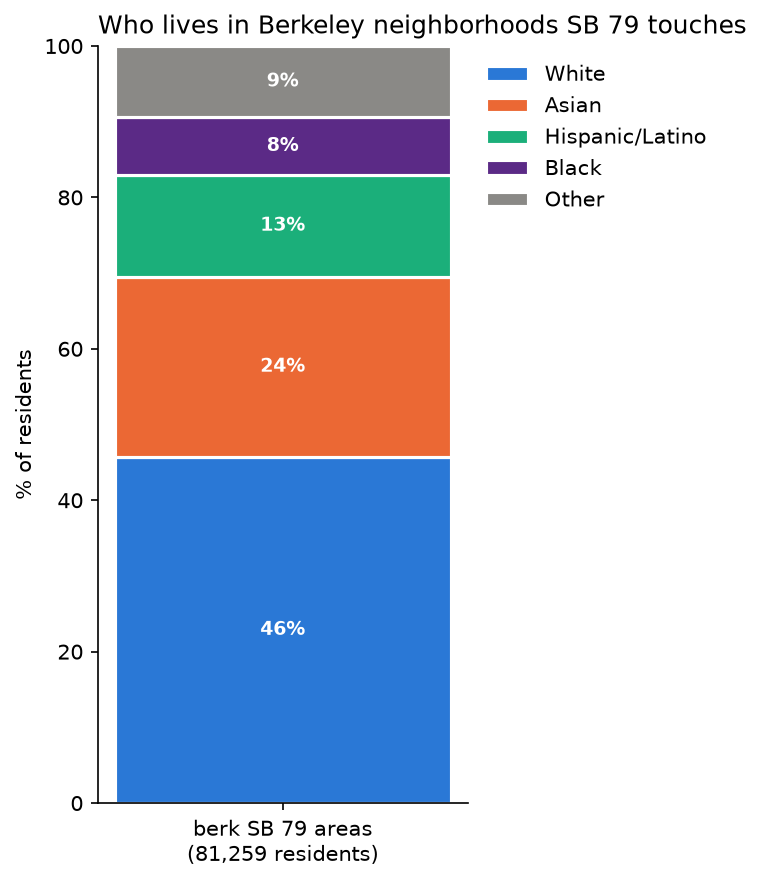 Who lives in Berkeley neighborhoods SB 79 touches
100
80
60
40
20
0
% of residents
9%
8%
13%
24%
46%
White
Asian
Hispanic/Latino
Black
Other
berk SB 79 areas
(81,259 residents)